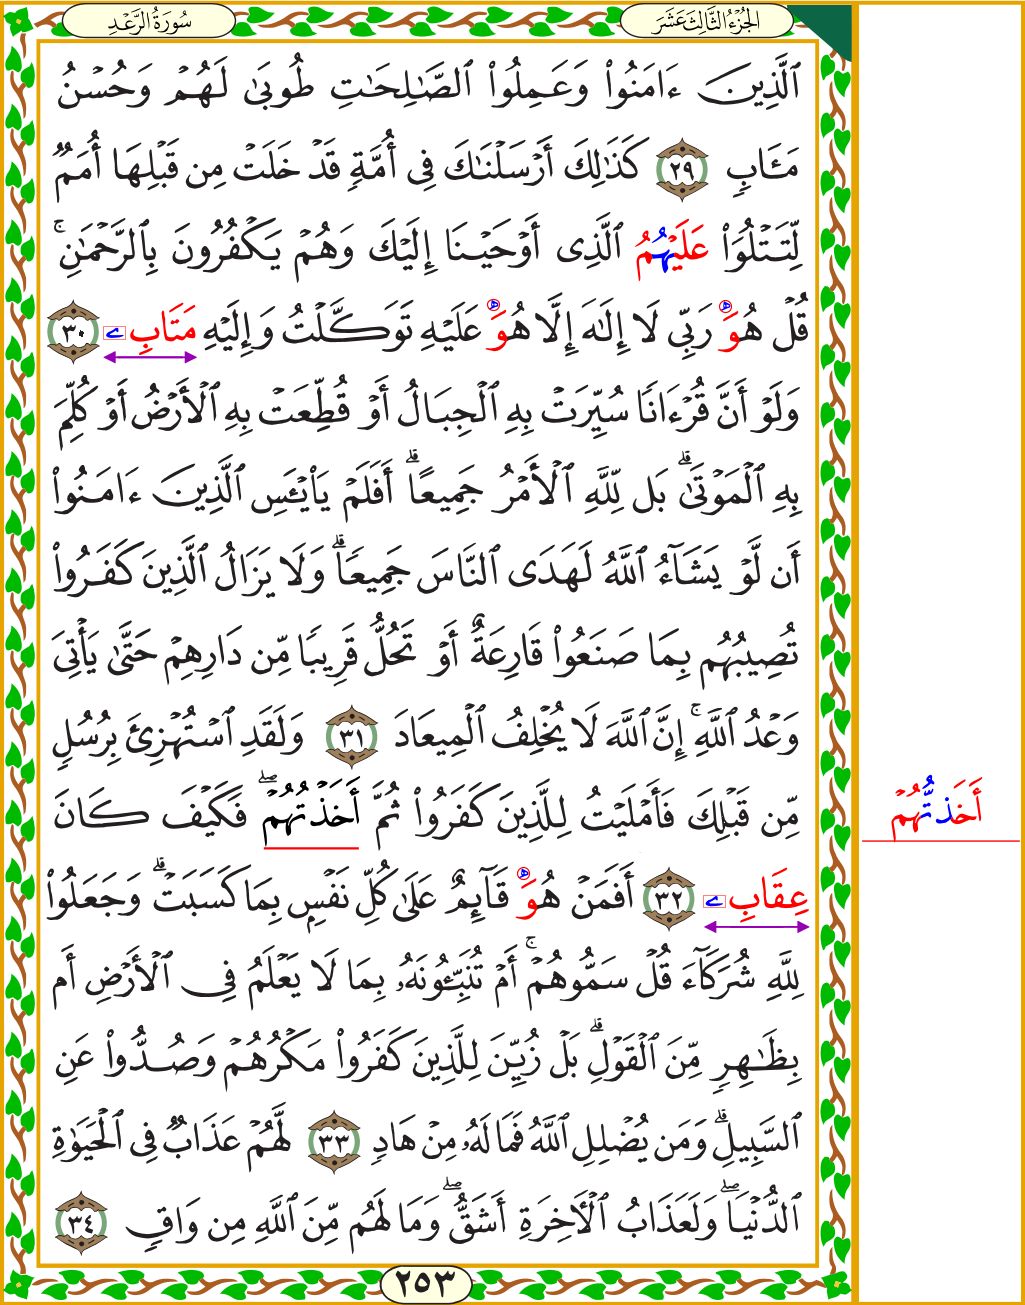 سُورَةُ الرَّعْدِ
الجُزْءُ الثَّالِثَ عَشَرَ
ٱلَّذِينَ ءَامَنُوا۟ وَعَمِلُوا۟ ٱلصَّـٰلِحَـٰتِ طُوبَىٰ لَهُمْ وَحُسْنُ
مَـَٔابٍ ٢٩ كَذَٰلِكَ أَرْسَلْنَـٰكَ فِىٓ أُمَّةٍ قَدْ خَلَتْ مِن قَبْلِهَآ أُمَمٌ
لِّتَتْلُوَا۟ عَلَيْهُمُ ٱلَّذِىٓ أَوْحَيْنَآ إِلَيْكَ وَهُمْ يَكْفُرُونَ بِٱلرَّحْمَـٰنِ ۚ
قُلْ هُوَ ه رَبِّى لَآ إِلَـٰهَ إِلَّا هُوَ ه عَلَيْهِ تَوَكَّلْتُ وَإِلَيْهِ مَتَابِ ے ٣٠
وَلَوْ أَنَّ قُرْءَانًا سُيِّرَتْ بِهِ ٱلْجِبَالُ أَوْ قُطِّعَتْ بِهِ ٱلْأَرْضُ أَوْ كُلِّمَ
بِهِ ٱلْمَوْتَىٰ ۗ بَل لِّلَّهِ ٱلْأَمْرُ جَمِيعًا ۗ أَفَلَمْ يَا۟يْـَٔسِ ٱلَّذِينَ ءَامَنُوٓا۟
أَن لَّوْ يَشَآءُ ٱللَّهُ لَهَدَى ٱلنَّاسَ جَمِيعًا ۗ وَلَا يَزَالُ ٱلَّذِينَ كَفَرُوا۟
تُصِيبُهُم بِمَا صَنَعُوا۟ قَارِعَةٌ أَوْ تَحُلُّ قَرِيبًا مِّن دَارِهِمْ حَتَّىٰ يَأْتِىَ
وَعْدُ ٱللَّهِ ۚ إِنَّ ٱللَّهَ لَا يُخْلِفُ ٱلْمِيعَادَ ٣١ وَلَقَدِ ٱسْتُهْزِئَ بِرُسُلٍ
مِّن قَبْلِكَ فَأَمْلَيْتُ لِلَّذِينَ كَفَرُوا۟ ثُمَّ أَخَذْتُهُمْ ۖ فَكَيْفَ كَانَ
أَخَذتُّهُمْ
عِقَابِ ے ٣٢ أَفَمَنْ هُوَ ه قَآئِمٌ عَلَىٰ كُلِّ نَفْسٍۭ بِمَا كَسَبَتْ ۗ وَجَعَلُوا۟
لِلَّهِ شُرَكَآءَ قُلْ سَمُّوهُمْ ۚ أَمْ تُنَبِّـُٔونَهُۥ بِمَا لَا يَعْلَمُ فِى ٱلْأَرْضِ أَم
بِظَـٰهِرٍ مِّنَ ٱلْقَوْلِ ۗ بَلْ زُيِّنَ لِلَّذِينَ كَفَرُوا۟ مَكْرُهُمْ وَصُدُّوا۟ عَنِ
ٱلسَّبِيلِ ۗ وَمَن يُضْلِلِ ٱللَّهُ فَمَا لَهُۥ مِنْ هَادٍ ٣٣ لَّهُمْ عَذَابٌ فِى ٱلْحَيَوٰةِ
ٱلدُّنْيَا ۖ وَلَعَذَابُ ٱلْـَٔاخِرَةِ أَشَقُّ ۖ وَمَا لَهُم مِّنَ ٱللَّهِ مِن وَاقٍ ٣٤
٢٥٣